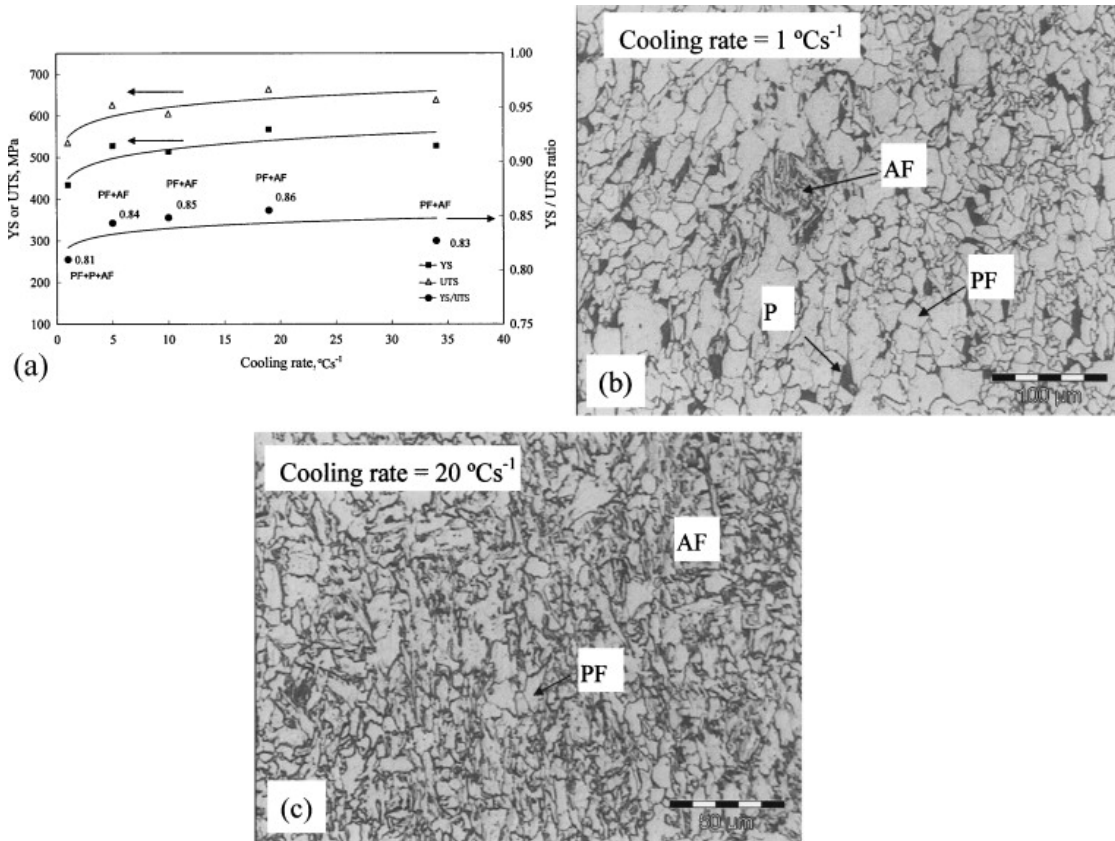 1.00
700
600
0.95
500
0.90
400
PF+AF
PF+AF
PF+AF
PF+AF
0.84
0.85
0.86
0.85
300
0.81
0.83
0.80
PF+P+AF
YS
200
UTS
YS/UTS
100
0.75
0
5
10
15
20
25
30
35
40
YS or UTS, MPa
YS / UTS ratio
Cooling rate,ºCs-1
(a)
Cooling rate = 1 ºCs-1
AF
PF
P
(b)
100 µm
Cooling rate = 20 ºCs-1
AF
PF
(c)
50 µm